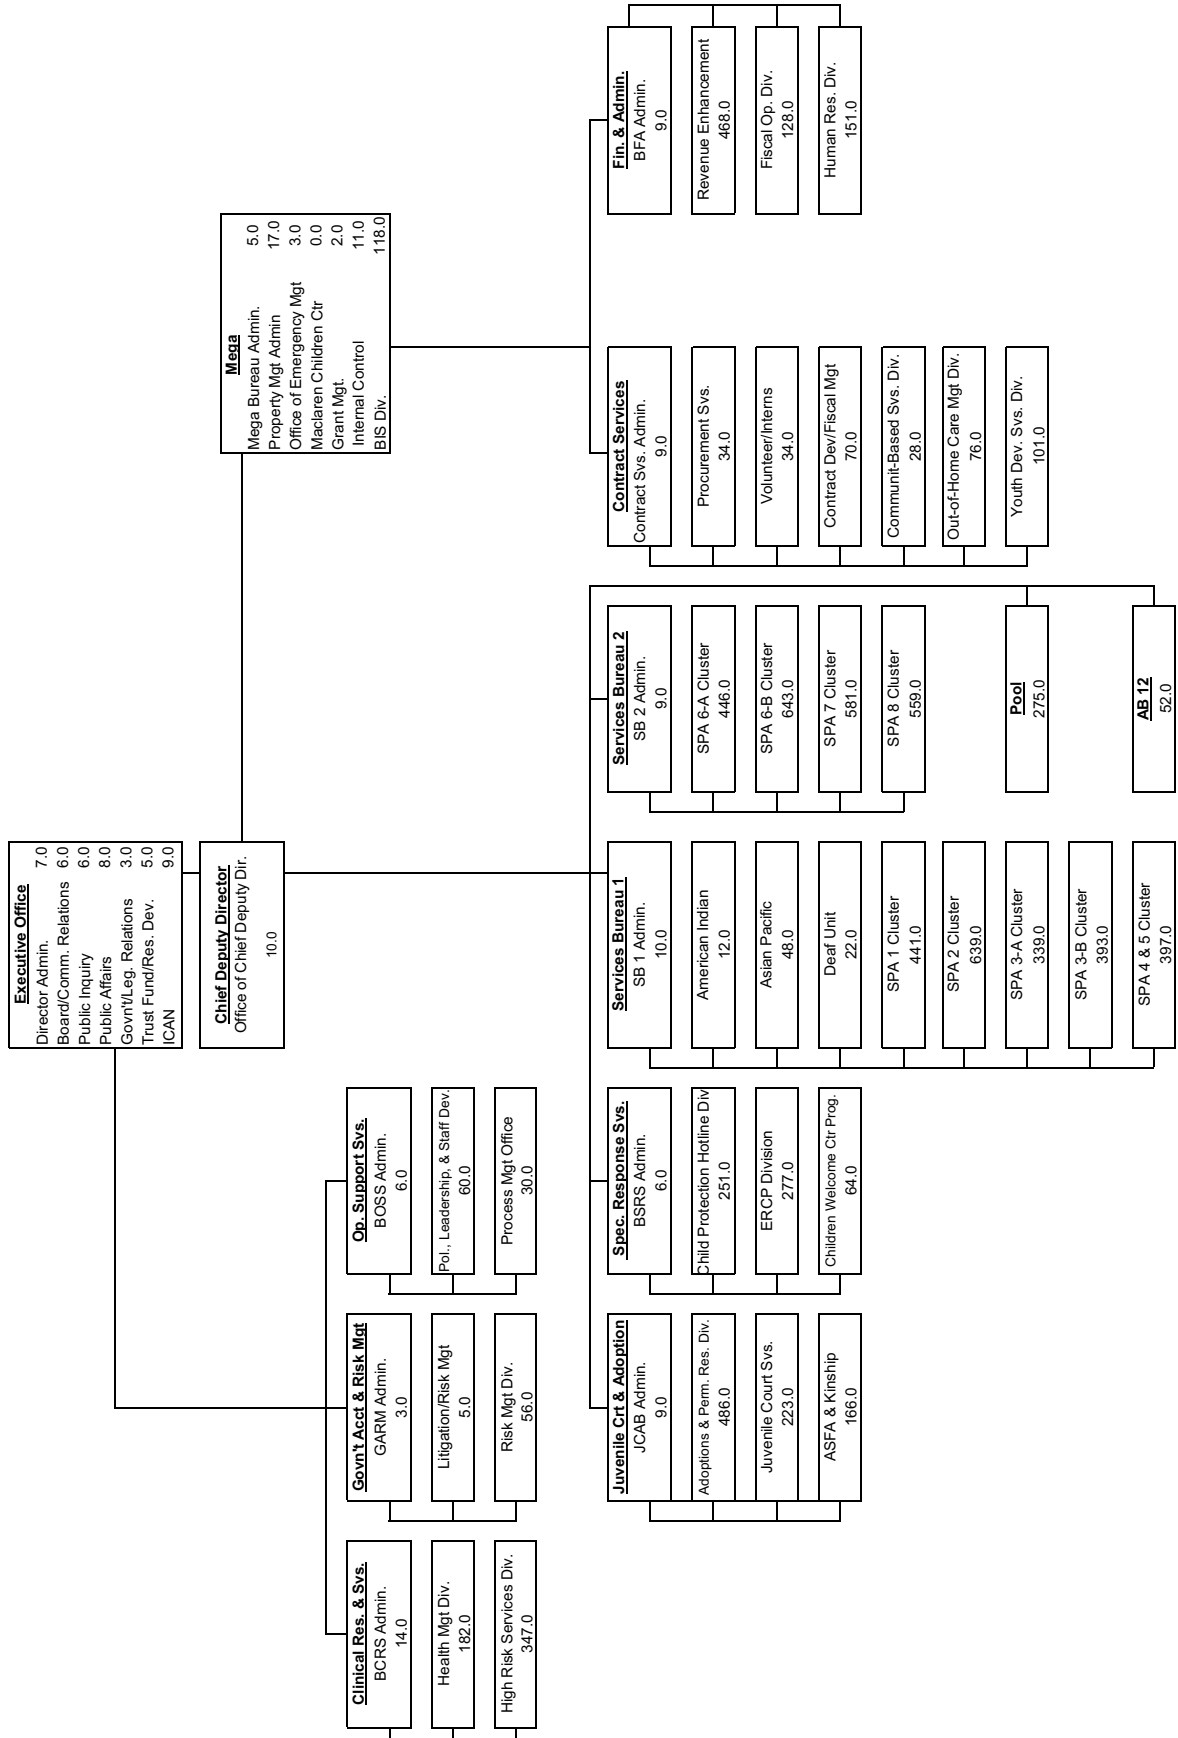 Executive Office
Director Admin. 7.0
Board/Comm. Relations 6.0
Public Inquiry 6.0
Public Affairs 8.0
Govn't/Leg. Relations 3.0
Trust Fund/Res. Dev. 5.0
ICAN 9.0
Chief Deputy Director
Office of Chief Deputy Dir.
10.0
Mega
Mega Bureau Admin. 5.0
Property Mgt Admin 17.0
Office of Emergency Mgt 3.0
Maclaren Children Ctr 0.0
Grant Mgt. 2.0
Internal Control 11.0
BIS Div. 118.0
Clinical Res. & Svs.
BCRS Admin.
14.0
Health Mgt Div.
182.0
High Risk Services Div.
347.0
Govn't Acct & Risk Mgt
GARM Admin.
3.0
Litigation/Risk Mgt
5.0
Risk Mgt Div.
56.0
Op. Support Svs.
BOSS Admin.
6.0
Pol., Leadership, & Staff Dev.
60.0
Process Mgt Office
30.0
Juvenile Crt & Adoption
JCAB Admin.
9.0
Adoptions & Perm. Res. Div.
486.0
Juvenile Court Svs.
223.0
ASFA & Kinship
166.0
Spec. Response Svs.
BSRS Admin.
6.0
Child Protection Hotline Div
251.0
ERCP Division
277.0
Children Welcome Ctr Prog.
64.0
Services Bureau 1
SB 1 Admin.
10.0
American Indian
12.0
Asian Pacific
48.0
Deaf Unit
22.0
SPA 1 Cluster
441.0
SPA 2 Cluster
639.0
SPA 3-A Cluster
339.0
SPA 3-B Cluster
393.0
SPA 4 & 5 Cluster
397.0
Services Bureau 2
SB 2 Admin.
9.0
SPA 6-A Cluster
446.0
SPA 6-B Cluster
643.0
SPA 7 Cluster
581.0
SPA 8 Cluster
559.0
Pool
275.0
AB 12
52.0
Contract Services
Contract Svs. Admin.
9.0
Procurement Svs.
34.0
Volunteer/Interns
34.0
Contract Dev/Fiscal Mgt
70.0
Communit-Based Svs. Div.
28.0
Out-of-Home Care Mgt Div.
76.0
Youth Dev. Svs. Div.
101.0
Fin. & Admin.
BFA Admin.
9.0
Revenue Enhancement
468.0
Fiscal Op. Div.
128.0
Human Res. Div.
151.0